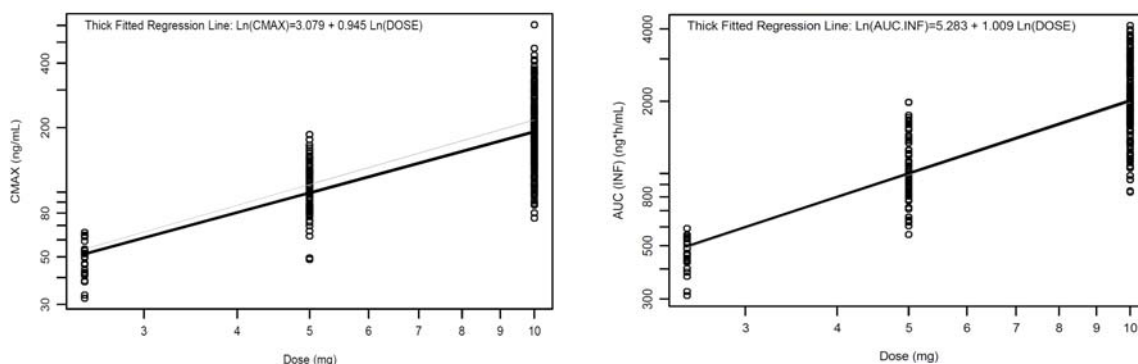 Thick Fitted Regression Line: Ln(CMAX)=3.079 + 0.945 Ln(DOSE)
CMAX (ng/mL)
400
200
80
50
30
3 4 5 6 7 8 9 10
Dose (mg)
Thick Fitted Regression Line: Ln(AUC.INF)=5.283 + 1.009 Ln(DOSE)
AUC (INF) (ng*h/mL)
4000
2000
800
500
300
3 4 5 6 7 8 9 10
Dose (mg)